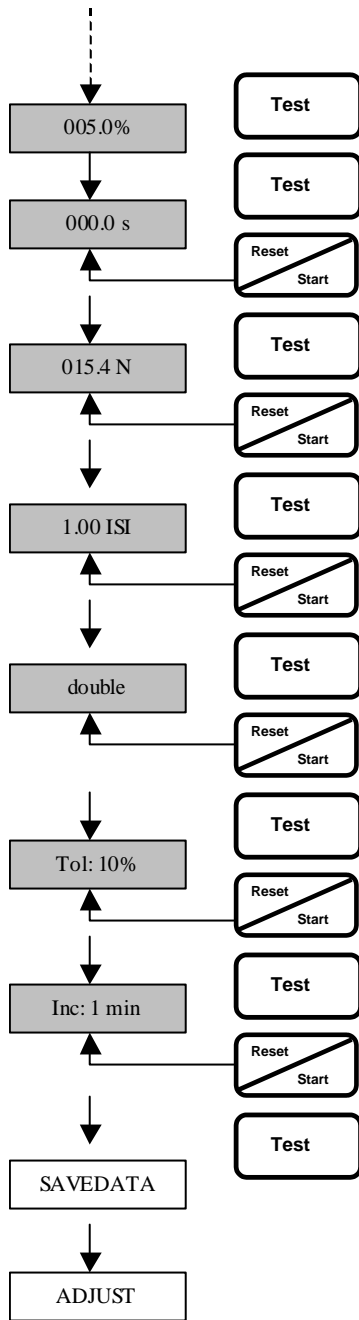 Test
005.0%
Test
000.0 s
Reset
Start
Test
015.4 N
Reset
Start
Test
1.00 ISI
Reset
Start
Test
double
Reset
Start
Test
Tol: 10%
Reset
Start
Test
Inc: 1 min
Reset
Start
Test
SAVEDATA
ADJUST